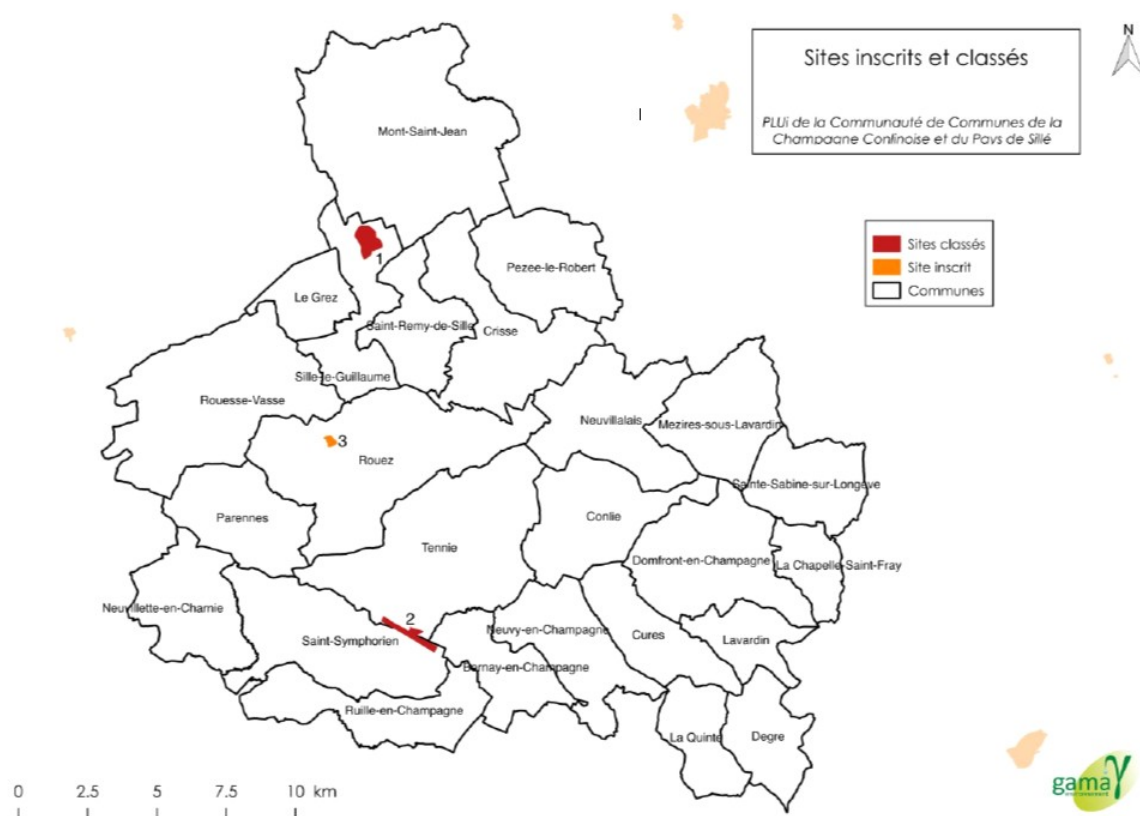 N
Sites inscrits et classés
PLUi de la Communauté de Communes de la
Champagne Conlinoise et du Pays de Sillé
Mont-Saint-Jean
Sites classés
Site inscrit
Communes
1
Pezee-le-Robert
Le Grez
Saint-Remy-de-Sille
Crisse
Sille-le-Guillaume
Rouesse-Vasse
Neuvillalais
Mezires-sous-Lavardin
3
Rouez
Sainte-Sabine-sur-Longeve
Parennes
Conlie
Tennie
Domfront-en-Champagne
La Chapelle-Saint-Fray
Neuvillette-en-Charnie
2
Neuvy-en-Champagne
Cures
Lavardin
Saint-Symphorien
Bernay-en-Champagne
Ruille-en-Champagne
La Quinte
Degre
0 2.5 5 7.5 10 km
gama